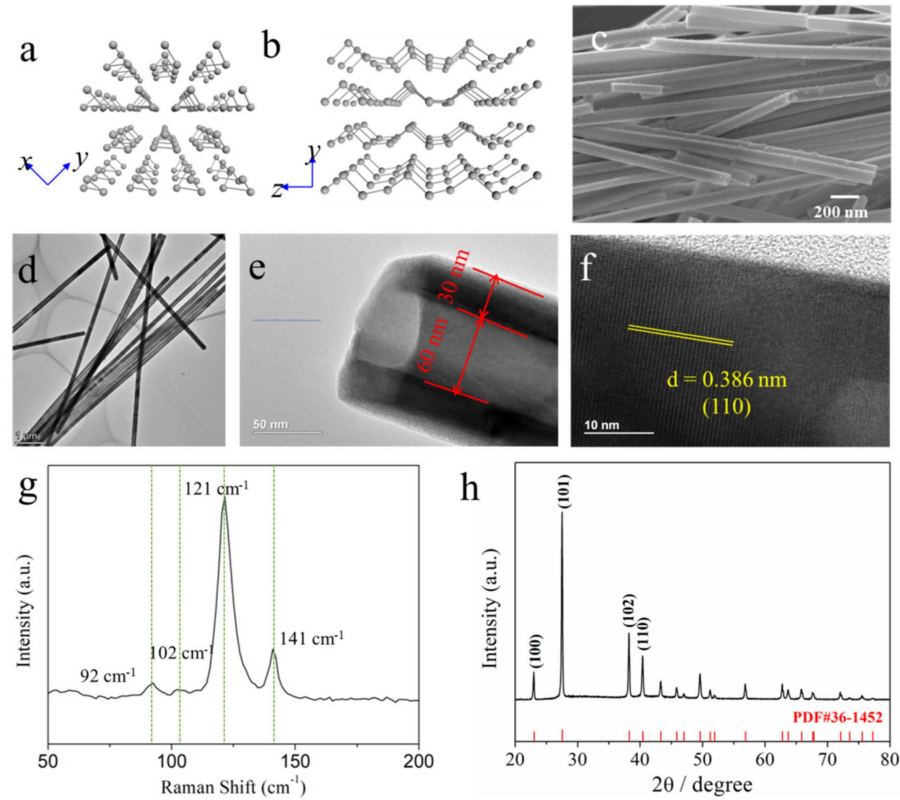 a
x
y
b
y
z
c
200 nm
d
1 μm
e
30 nm
60 nm
50 nm
f
d = 0.386 nm
(110)
10 nm
g
121 cm⁻¹
102 cm⁻¹
141 cm⁻¹
92 cm⁻¹
Intensity (a.u.)
50 100 150 200
Raman Shift (cm⁻¹)
h
(100)
(101)
(102)
(110)
Intensity (a.u.)
PDF#36-1452
20 30 40 50 60 70 80
2θ / degree